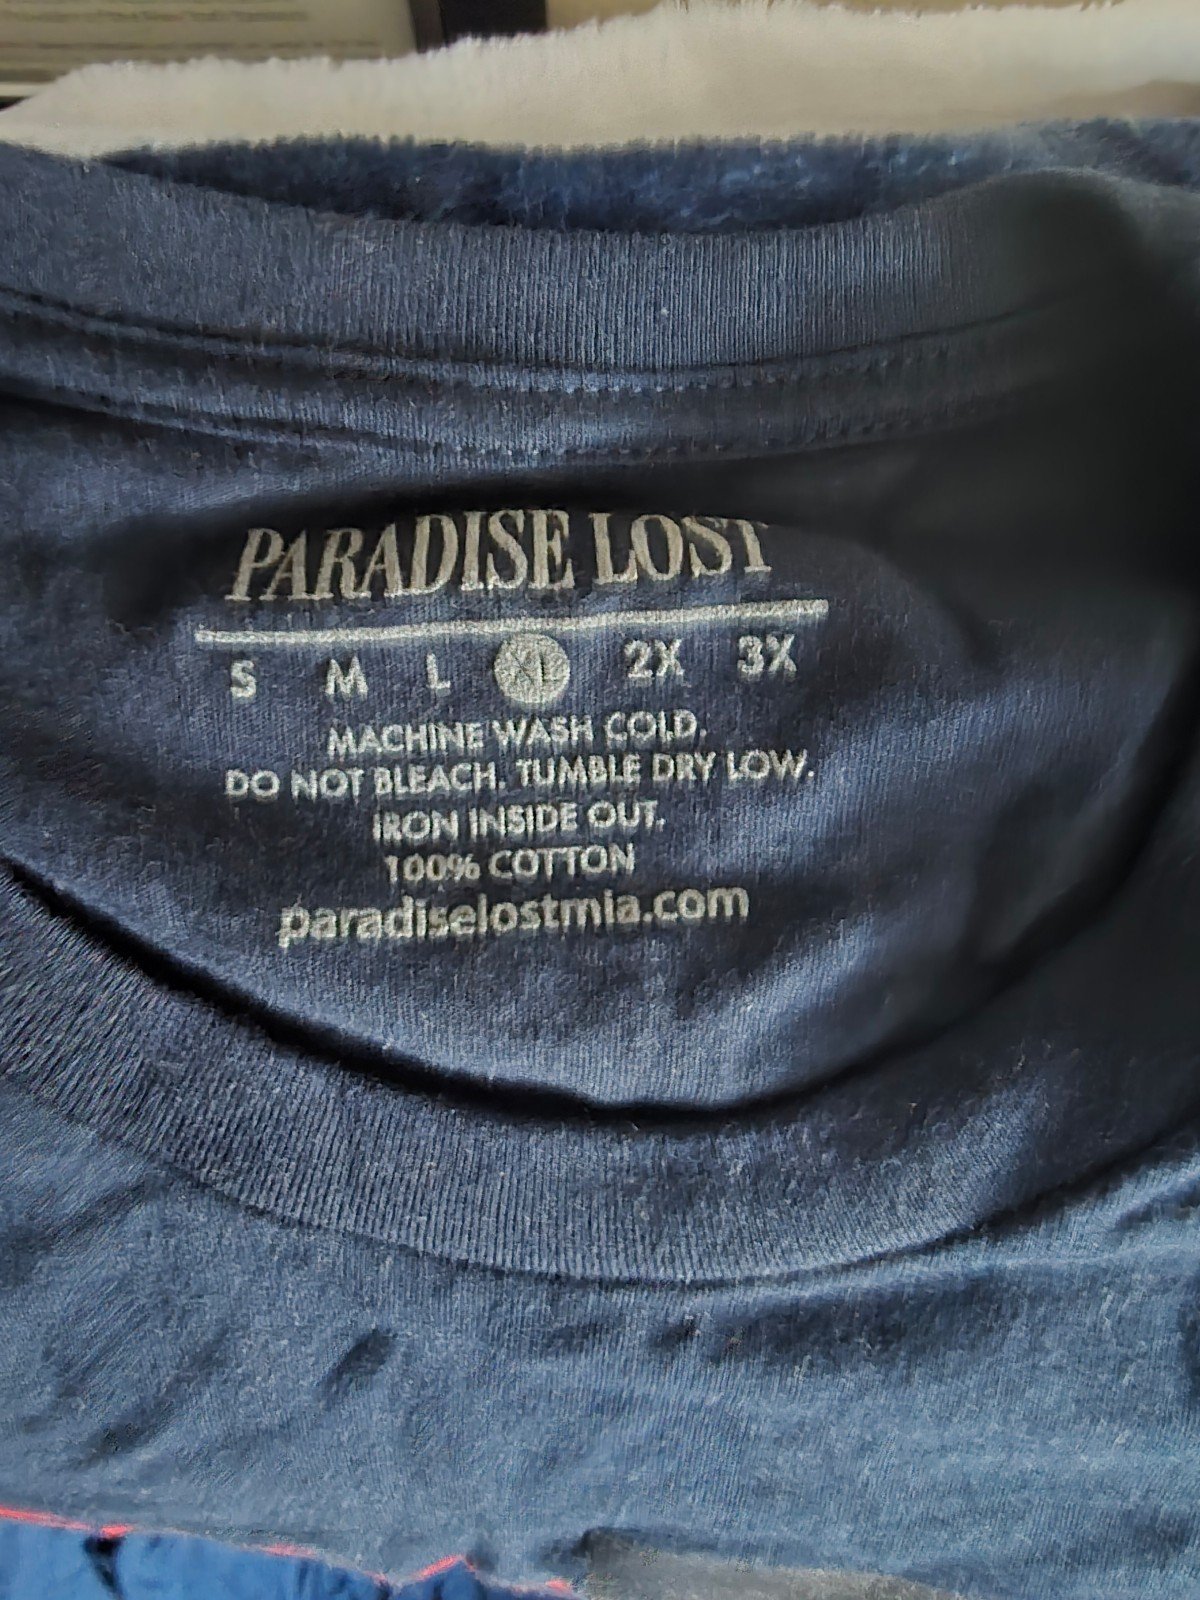 PARADISE LOST
S M L XL 2X 3X
MACHINE WASH COLD.
DO NOT BLEACH. TUMBLE DRY LOW.
IRON INSIDE OUT.
100% COTTON
paradiselostmia.com